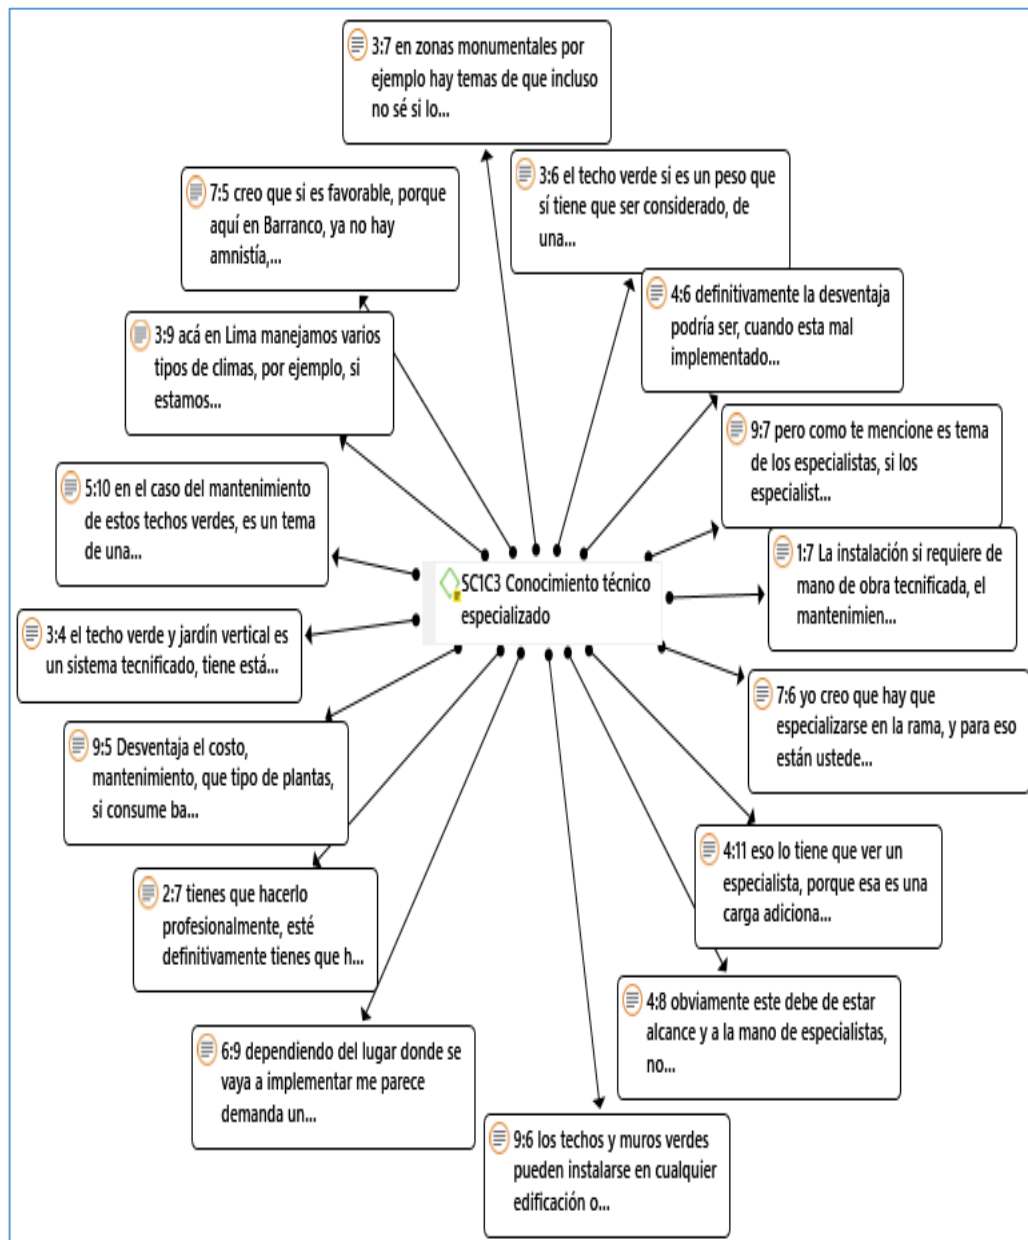 3:7 en zonas monumentales por
ejemplo hay temas de que incluso
no sé si lo...
3:6 el techo verde si es un peso que
sí tiene que ser considerado, de
una...
7:5 creo que si es favorable, porque
aquí en Barranco, ya no hay
amnistía,...
4:6 definitivamente la desventaja
podría ser, cuando esta mal
implementado...
3:9 acá en Lima manejamos varios
tipos de climas, por ejemplo, si
estamos...
9:7 pero como te mencione es tema
de los especialistas, si los
especialist...
5:10 en el caso del mantenimiento
de estos techos verdes, es un tema
de una...
1:7 La instalación si requiere de
mano de obra tecnificada, el
mantenimien...
SC1C3 Conocimiento técnico
especializado
3:4 el techo verde y jardín vertical es
un sistema tecnificado, tiene está...
7:6 yo creo que hay que
especializarse en la rama, y para eso
están ustede...
9:5 Desventaja el costo,
mantenimiento, que tipo de plantas,
si consume ba...
4:11 eso lo tiene que ver un
especialista, porque esa es una
carga adiciona...
2:7 tienes que hacerlo
profesionalmente, esté
definitivamente tienes que h...
4:8 obviamente este debe de estar
alcance y a la mano de especialistas,
no...
6:9 dependiendo del lugar donde se
vaya a implementar me parece
demanda un...
9:6 los techos y muros verdes
pueden instalarse en cualquier
edificación o...